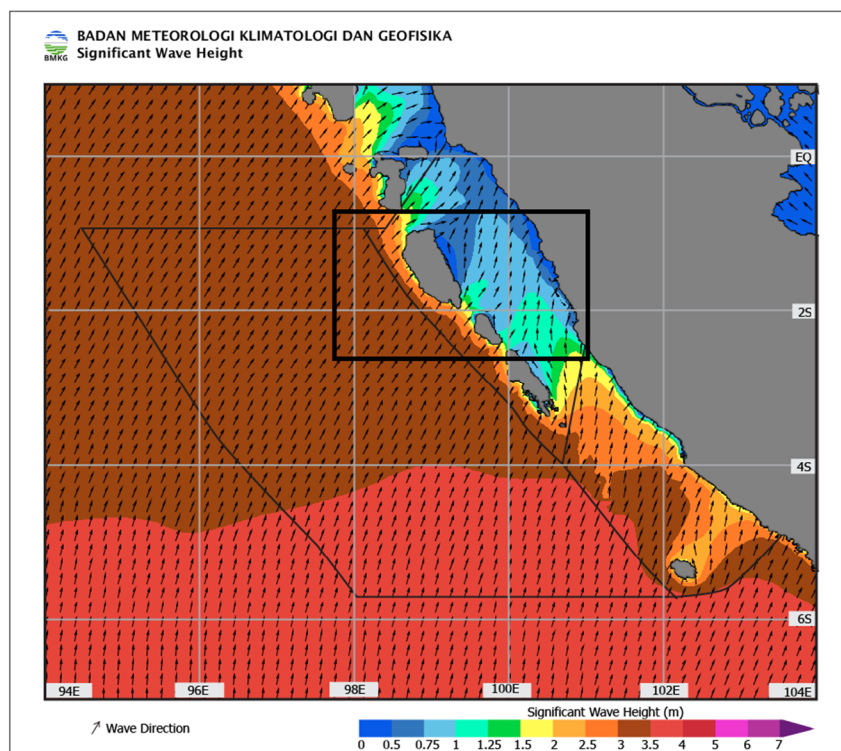 BADAN METEOROLOGI KLIMATOLOGI DAN GEOFISIKA
Significant Wave Height
BMKG
EQ
2S
4S
6S
94E 96E 98E 100E 102E 104E
Wave Direction
Significant Wave Height (m)
0 0.5 0.75 1 1.25 1.5 2 2.5 3 3.5 4 5 6 7